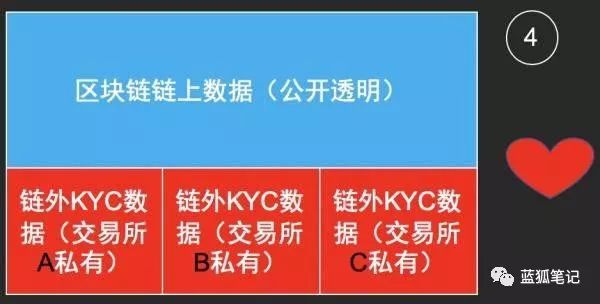 区块链链上数据（公开透明）
4
链外KYC数
据（交易所
A私有）
链外KYC数
据（交易所
B私有）
链外KYC数
据（交易所
C私有）
蓝狐笔记